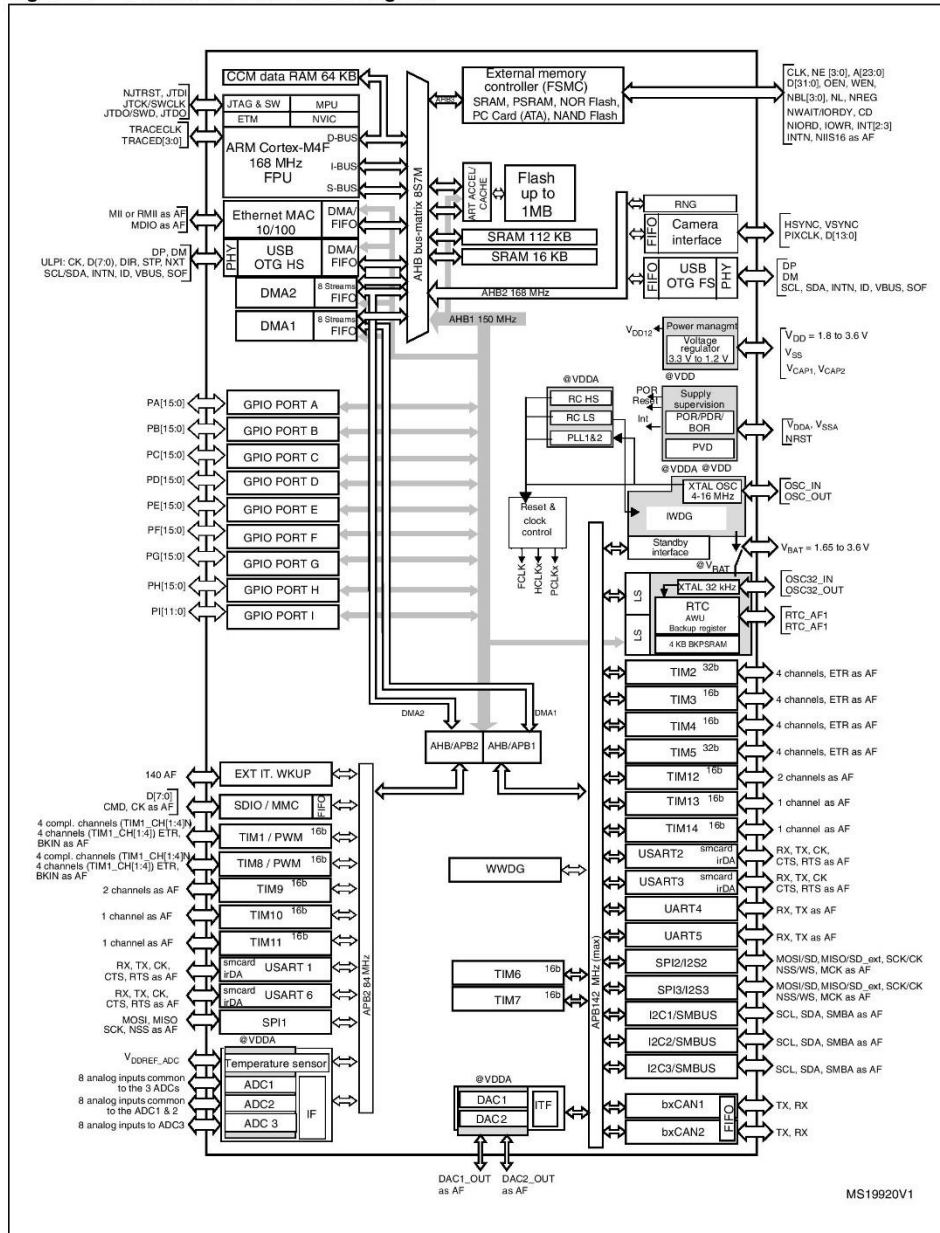 CCM data RAM 64 KB
External memory
controller (FSMC)
SRAM, PSRAM, NOR Flash,
PC Card (ATA), NAND Flash
AHB3
CLK, NE [3:0], A[23:0]
D[31:0], OEN, WEN,
NBL[3:0], NL, NREG
NWAIT/IORDY, CD
NIORD, IOWR, INT[2:3]
INTN, NIIS16 as AF
NJTRST, JTDI
JTCK/SWCLK
JTDO/SWD, JTDO
TRACECLK
TRACED[3:0]
JTAG & SW
MPU
ETM
NVIC
ARM Cortex-M4F
168 MHz
FPU
D-BUS
I-BUS
S-BUS
AHB bus-matrix 8S7M
ART ACCEL/
CACHE
Flash
up to
1MB
SRAM 112 KB
SRAM 16 KB
AHB2 168 MHz
AHB1 150 MHz
RNG
FIFO
Camera
interface
HSYNC, VSYNC
PIXCLK, D[13:0]
FIFO
USB
OTG FS
PHY
DP
DM
SCL, SDA, INTN, ID, VBUS, SOF
MII or RMII as AF
MDIO as AF
Ethernet MAC
10/100
DMA/
FIFO
DP, DM
ULPI: CK, D(7:0), DIR, STP, NXT
SCL/SDA, INTN, ID, VBUS, SOF
PHY
USB
OTG HS
DMA/
FIFO
DMA2
8 Streams
FIFO
DMA1
8 Streams
FIFO
VDD12
Power managmt
Voltage
regulator
3.3 V to 1.2 V
@VDD
VDD = 1.8 to 3.6 V
VSS
VCAP1, VCAP2
@VDDA
RC HS
RC LS
PLL1&2
POR
Reset
Int
Supply
supervision
POR/PDR/
BOR
PVD
@VDDA @VDD
VDDA, VSSA
NRST
XTAL OSC
4-16 MHz
IWDG
OSC_IN
OSC_OUT
Reset &
clock
control
FCLK
HCLKx
PCLKx
Standby
interface
VBAT = 1.65 to 3.6 V
@VBAT
LS
LS
XTAL 32 kHz
RTC
AWU
Backup register
4 KB BKPSRAM
OSC32_IN
OSC32_OUT
RTC_AF1
RTC_AF1
PA[15:0]
GPIO PORT A
PB[15:0]
GPIO PORT B
PC[15:0]
GPIO PORT C
PD[15:0]
GPIO PORT D
PE[15:0]
GPIO PORT E
PF[15:0]
GPIO PORT F
PG[15:0]
GPIO PORT G
PH[15:0]
GPIO PORT H
PI[11:0]
GPIO PORT I
DMA2
DMA1
AHB/APB2
AHB/APB1
140 AF
EXT IT. WKUP
D[7:0]
CMD, CK as AF
SDIO / MMC
FIFO
4 compl. channels (TIM1_CH[1:4]N
4 channels (TIM1_CH[1:4]) ETR,
BKIN as AF
TIM1 / PWM 16b
4 compl. channels (TIM1_CH[1:4]N
4 channels (TIM1_CH[1:4]) ETR,
BKIN as AF
TIM8 / PWM 16b
2 channels as AF
TIM9 16b
1 channel as AF
TIM10 16b
1 channel as AF
TIM11 16b
RX, TX, CK,
CTS, RTS as AF
smcard
irDA
USART 1
RX, TX, CK,
CTS, RTS as AF
smcard
irDA
USART 6
MOSI, MISO
SCK, NSS as AF
SPI1
@VDDA
VDDREF_ADC
Temperature sensor
8 analog inputs common
to the 3 ADCs
ADC1
8 analog inputs common
to the ADC1 & 2
ADC2
8 analog inputs to ADC3
ADC 3
IF
APB2 84 MHz
WWDG
TIM6 16b
TIM7 16b
@VDDA
DAC1
DAC2
ITF
DAC1_OUT
as AF
DAC2_OUT
as AF
APB142 MHz (max)
TIM2 32b
4 channels, ETR as AF
TIM3 16b
4 channels, ETR as AF
TIM4 16b
4 channels, ETR as AF
TIM5 32b
4 channels, ETR as AF
TIM12 16b
2 channels as AF
TIM13 16b
1 channel as AF
TIM14 16b
1 channel as AF
USART2
smcard
irDA
RX, TX, CK,
CTS, RTS as AF
USART3
smcard
irDA
RX, TX, CK
CTS, RTS as AF
UART4
RX, TX as AF
UART5
RX, TX as AF
SPI2/I2S2
MOSI/SD, MISO/SD_ext, SCK/CK
NSS/WS, MCK as AF
SPI3/I2S3
MOSI/SD, MISO/SD_ext, SCK/CK
NSS/WS, MCK as AF
I2C1/SMBUS
SCL, SDA, SMBA as AF
I2C2/SMBUS
SCL, SDA, SMBA as AF
I2C3/SMBUS
SCL, SDA, SMBA as AF
bxCAN1
TX, RX
bxCAN2
TX, RX
FIFO
MS19920V1